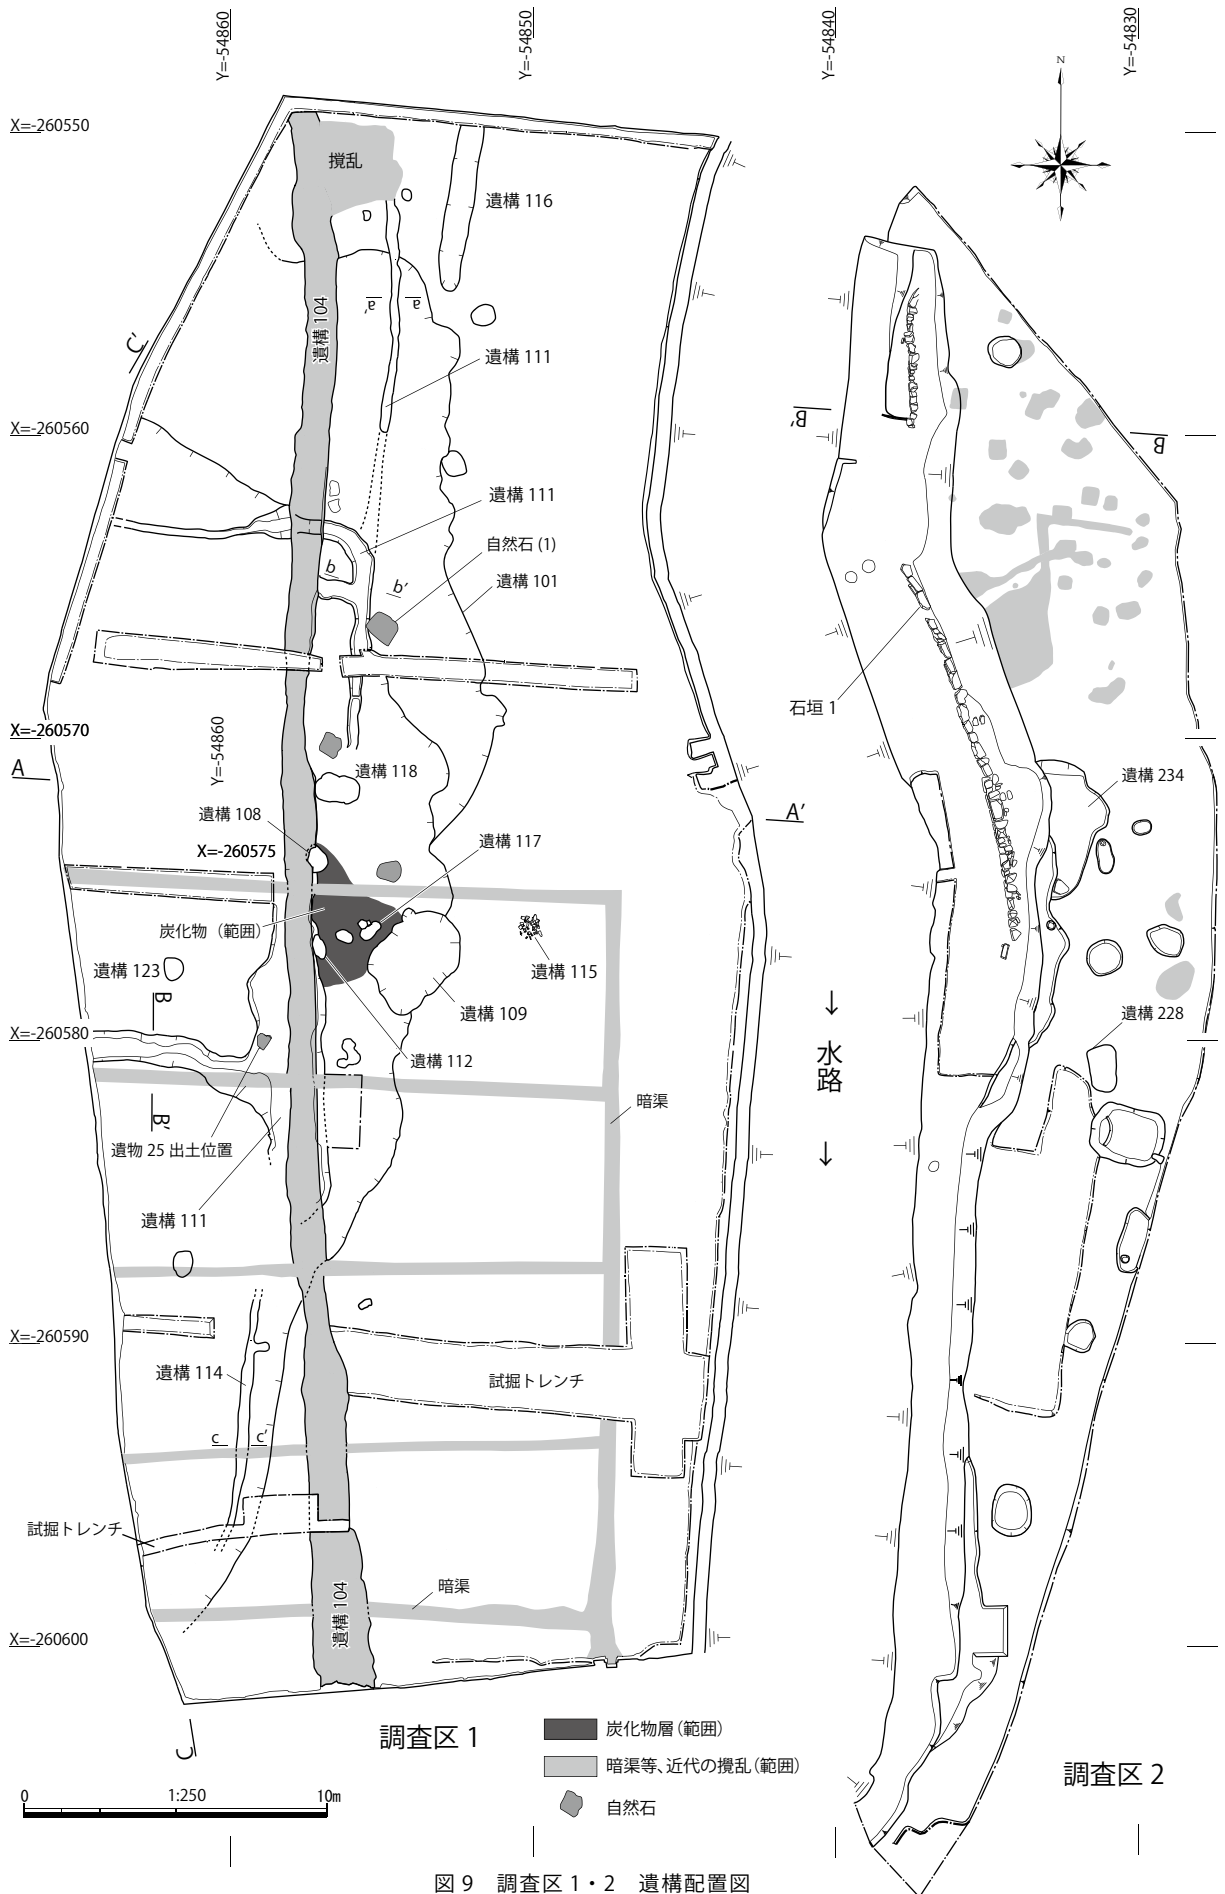 Y=-54860
Y=-54850
Y=-54840
Y=-54830
N
X=-260550
攪乱
遺構 116
遺構 104
a'
a
C'
遺構 111
X=-260560
B'
B
遺構 111
自然石 (1)
b
b'
遺構 101
石垣 1
X=-260570
Y=-54860
A
遺構 118
遺構 234
遺構 108
A'
X=-260575
遺構 117
炭化物（範囲）
遺構 123
遺構 115
B
遺構 109
遺構 228
X=-260580
↓
水路
↓
遺構 112
暗渠
B'
遺物 25 出土位置
遺構 111
X=-260590
遺構 114
試掘トレンチ
c
c'
試掘トレンチ
暗渠
遺構 104
X=-260600
C
調査区 1
炭化物層（範囲）
暗渠等、近代の攪乱（範囲）
自然石
調査区 2
0 1:250 10m
図 9 調査区 1・2 遺構配置図